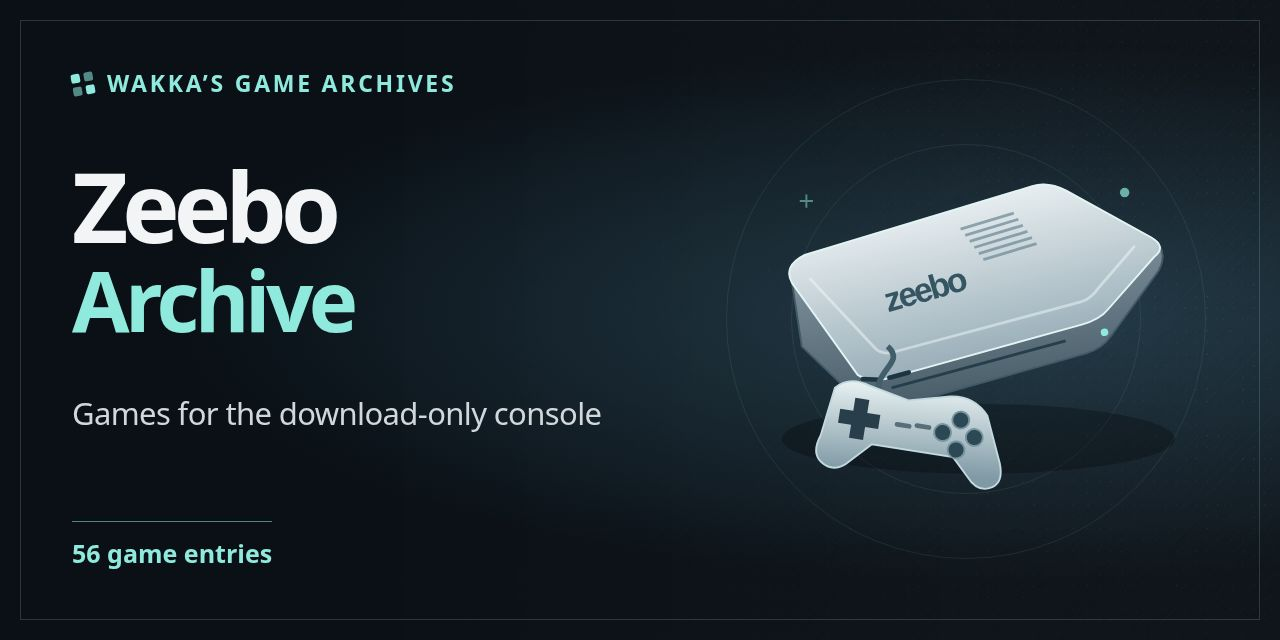 WAKKA’S GAME ARCHIVES
Zeebo
Archive
Games for the download-only console
56 game entries
zeebo